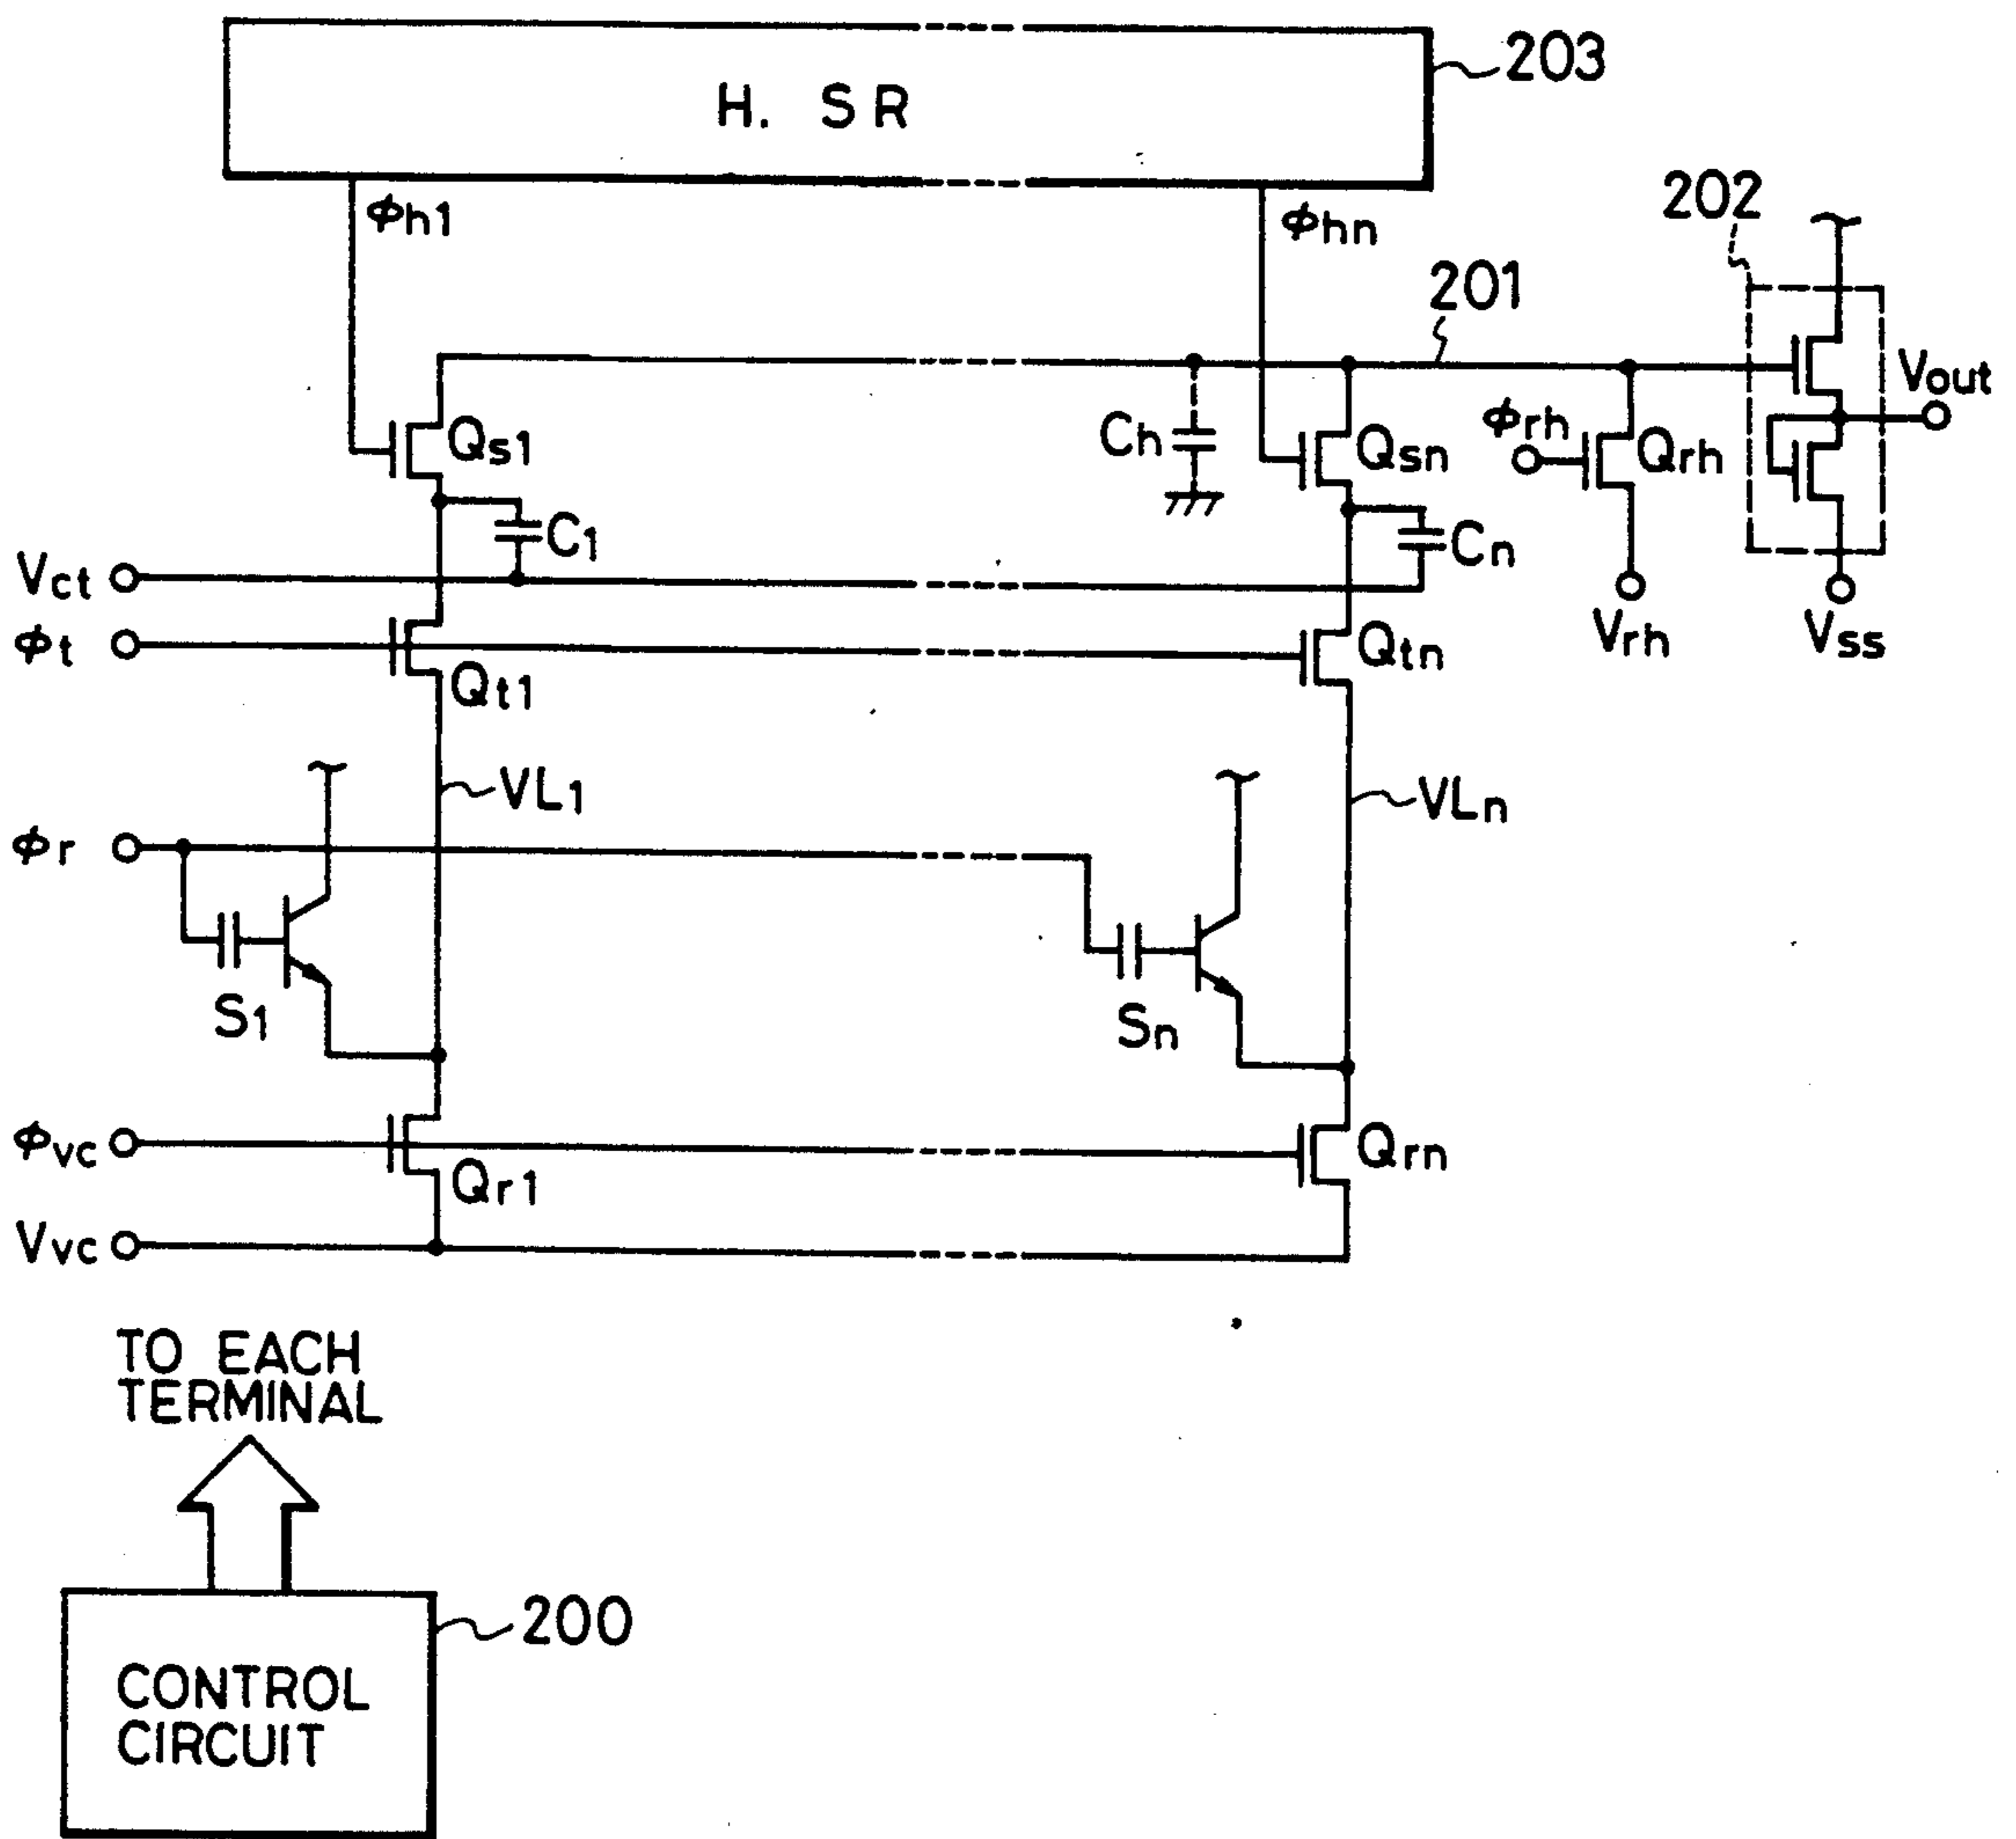 203
H. SR
202
ϕh1
ϕhn
201
Vout
Qs1
Ch
Qsn
ϕrh
Qrh
C1
Cn
Vct
ϕt
Qt1
Qtn
Vrh
Vss
VL1
VLn
ϕr
S1
Sn
ϕvc
Qr1
Qrn
Vvc
TO EACH
TERMINAL
200
CONTROL
CIRCUIT